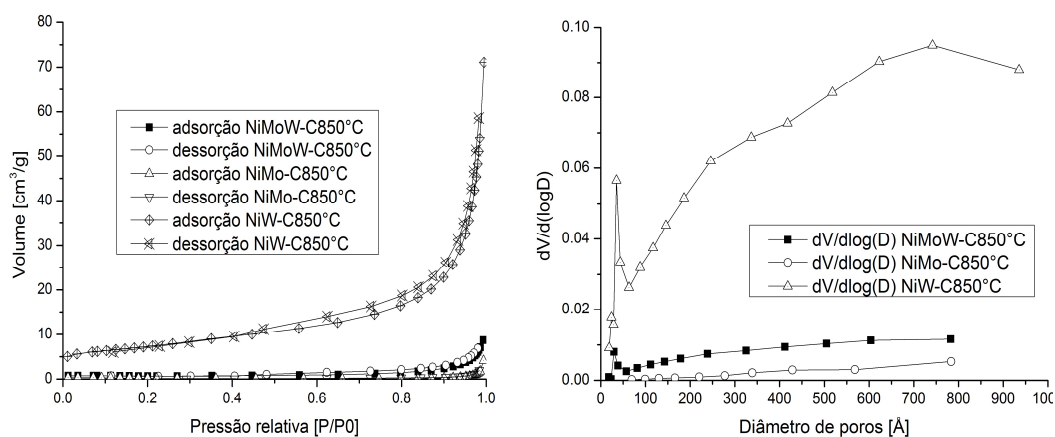 80
70
60
50
40
30
20
10
0
0.0
0.2
0.4
0.6
0.8
1.0
Volume [cm³/g]
Pressão relativa [P/P0]
adsorção NiMoW-C850°C
dessorção NiMoW-C850°C
adsorção NiMo-C850°C
dessorção NiMo-C850°C
adsorção NiW-C850°C
dessorção NiW-C850°C
0.10
0.08
0.06
0.04
0.02
0.00
0
100
200
300
400
500
600
700
800
900
100
dV/d(logD)
Diâmetro de poros [Å]
dV/dlog(D) NiMoW-C850°C
dV/dlog(D) NiMo-C850°C
dV/dlog(D) NiW-C850°C